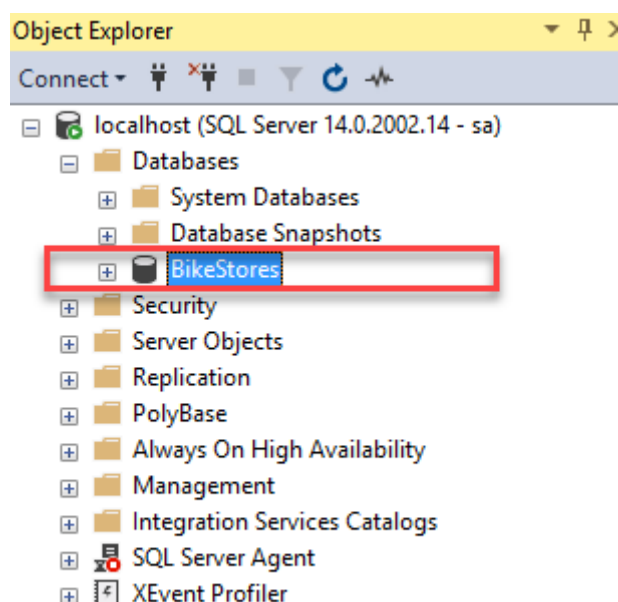 Object Explorer
Connect
localhost (SQL Server 14.0.2002.14 - sa)
Databases
System Databases
Database Snapshots
BikeStores
Security
Server Objects
Replication
PolyBase
Always On High Availability
Management
Integration Services Catalogs
SQL Server Agent
XEvent Profiler